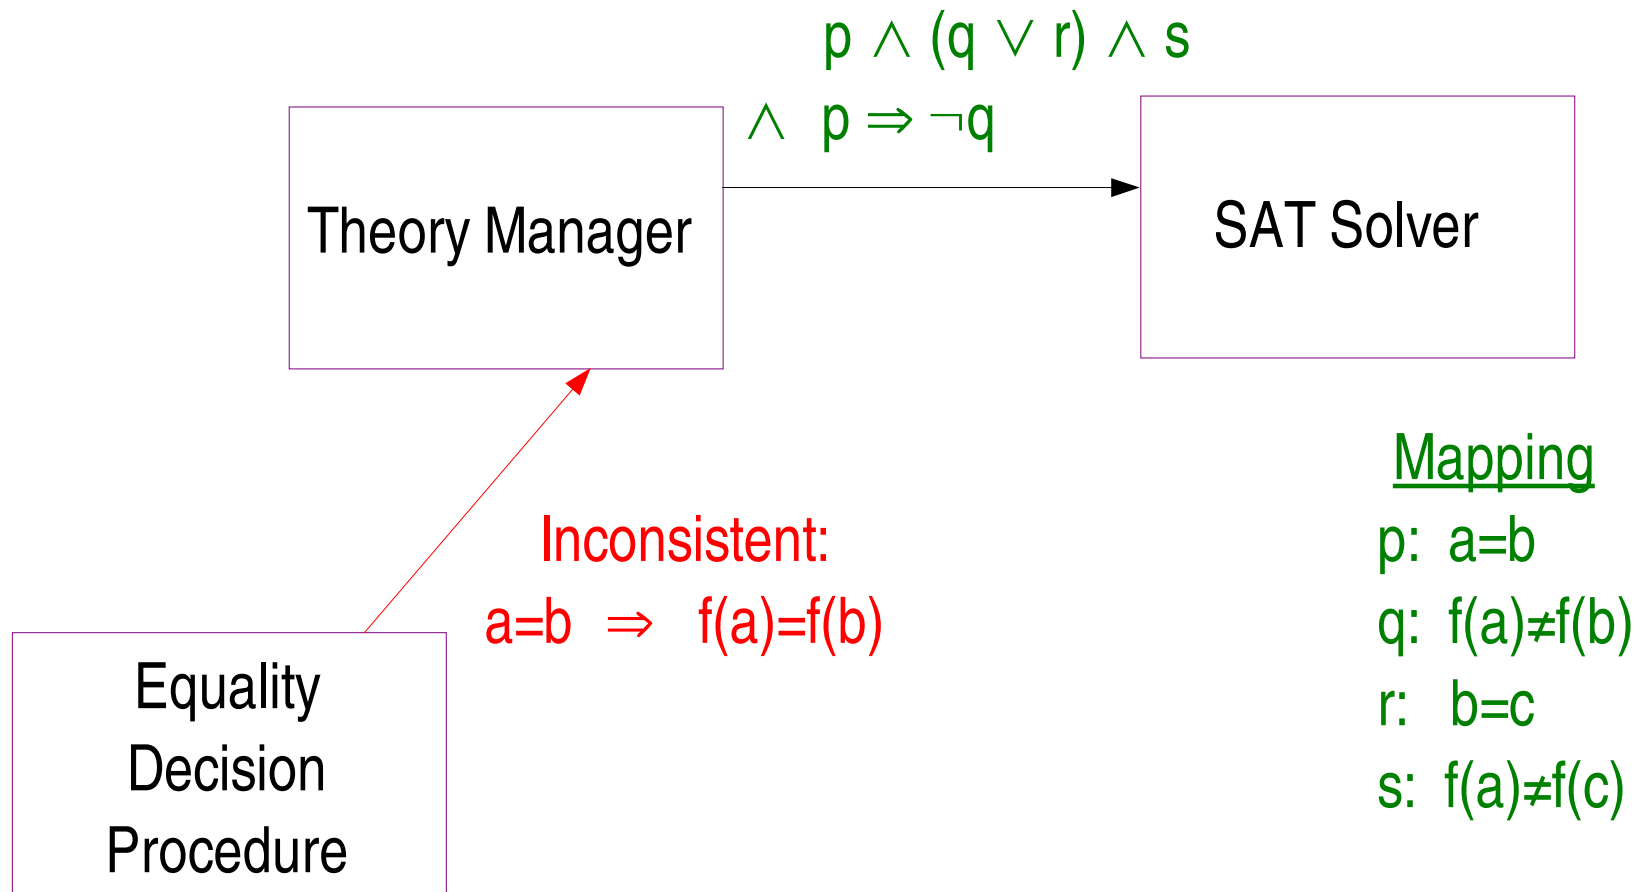 p ∧ (q ∨ r) ∧ s
∧ p ⇒ ¬q
Theory Manager
SAT Solver
Inconsistent:
a=b ⇒ f(a)=f(b)
Equality
Decision
Procedure
Mapping
p: a=b
q: f(a)≠f(b)
r: b=c
s: f(a)≠f(c)